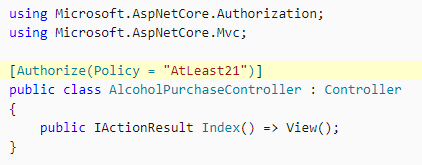 using Microsoft.AspNetCore.Authorization;
using Microsoft.AspNetCore.Mvc;

[Authorize(Policy = "AtLeast21")]
public class AlcoholPurchaseController : Controller
{
    public IActionResult Index() => View();
}